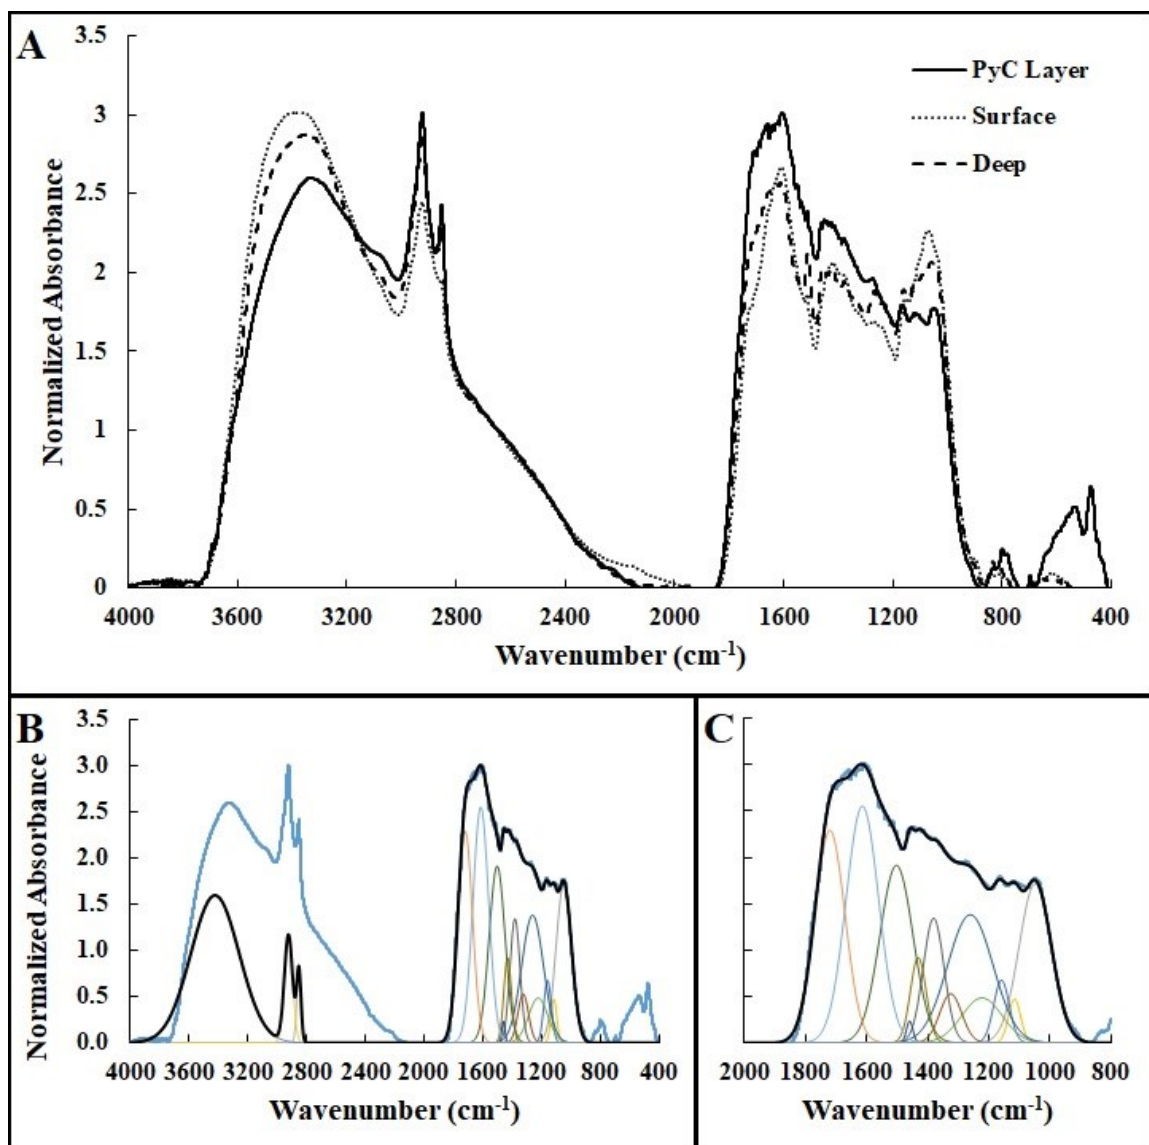 A
3.5
3
2.5
2
1.5
1
0.5
0
Normalized Absorbance
PyC Layer
Surface
Deep
4000 3600 3200 2800 2400 2000 1600 1200 800 400
Wavenumber (cm-1)
B
3.5
3.0
2.5
2.0
1.5
1.0
0.5
0.0
Normalized Absorbance
4000 3600 3200 2800 2400 2000 1600 1200 800 400
Wavenumber (cm-1)
C
2000 1800 1600 1400 1200 1000 800
Wavenumber (cm-1)